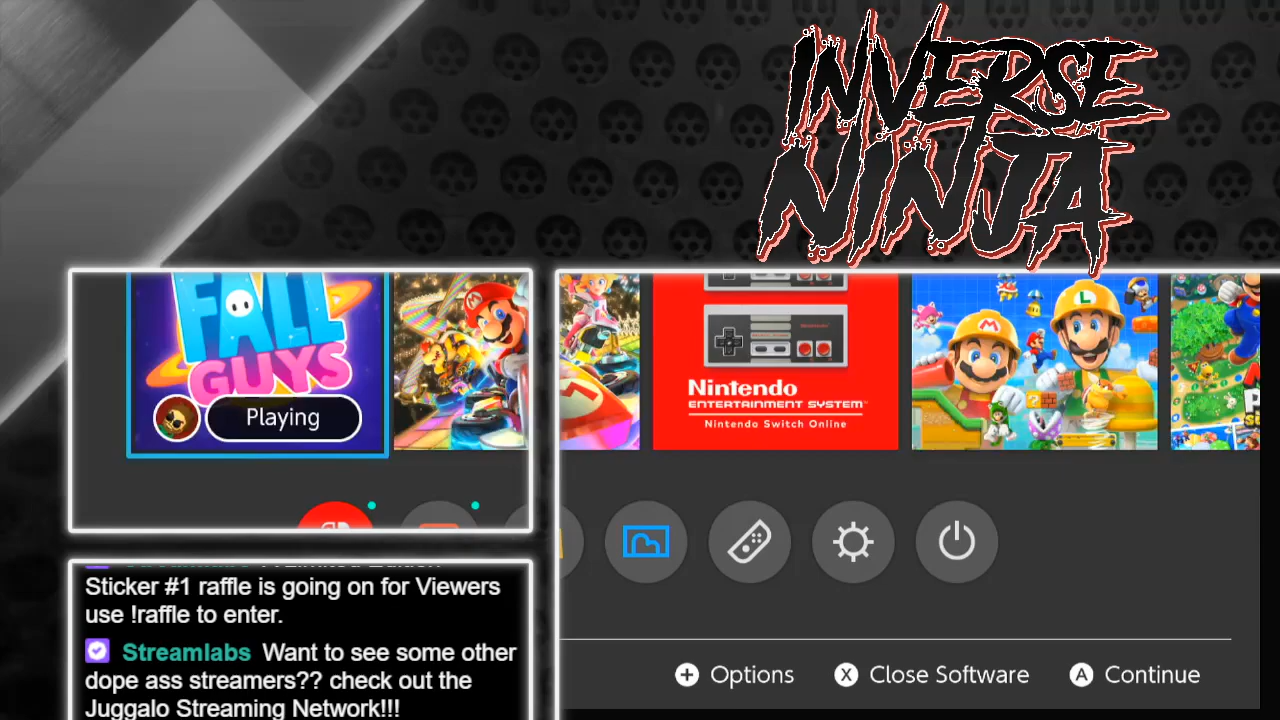 INVERSE
NINJA
FALL
GUYS
Playing
Nintendo
ENTERTAINMENT SYSTEM™
Nintendo Switch Online
Sticker #1 raffle is going on for Viewers
use !raffle to enter.
Streamlabs Want to see some other
dope ass streamers?? check out the
Juggalo Streaming Network!!!
Options
X Close Software
A Continue